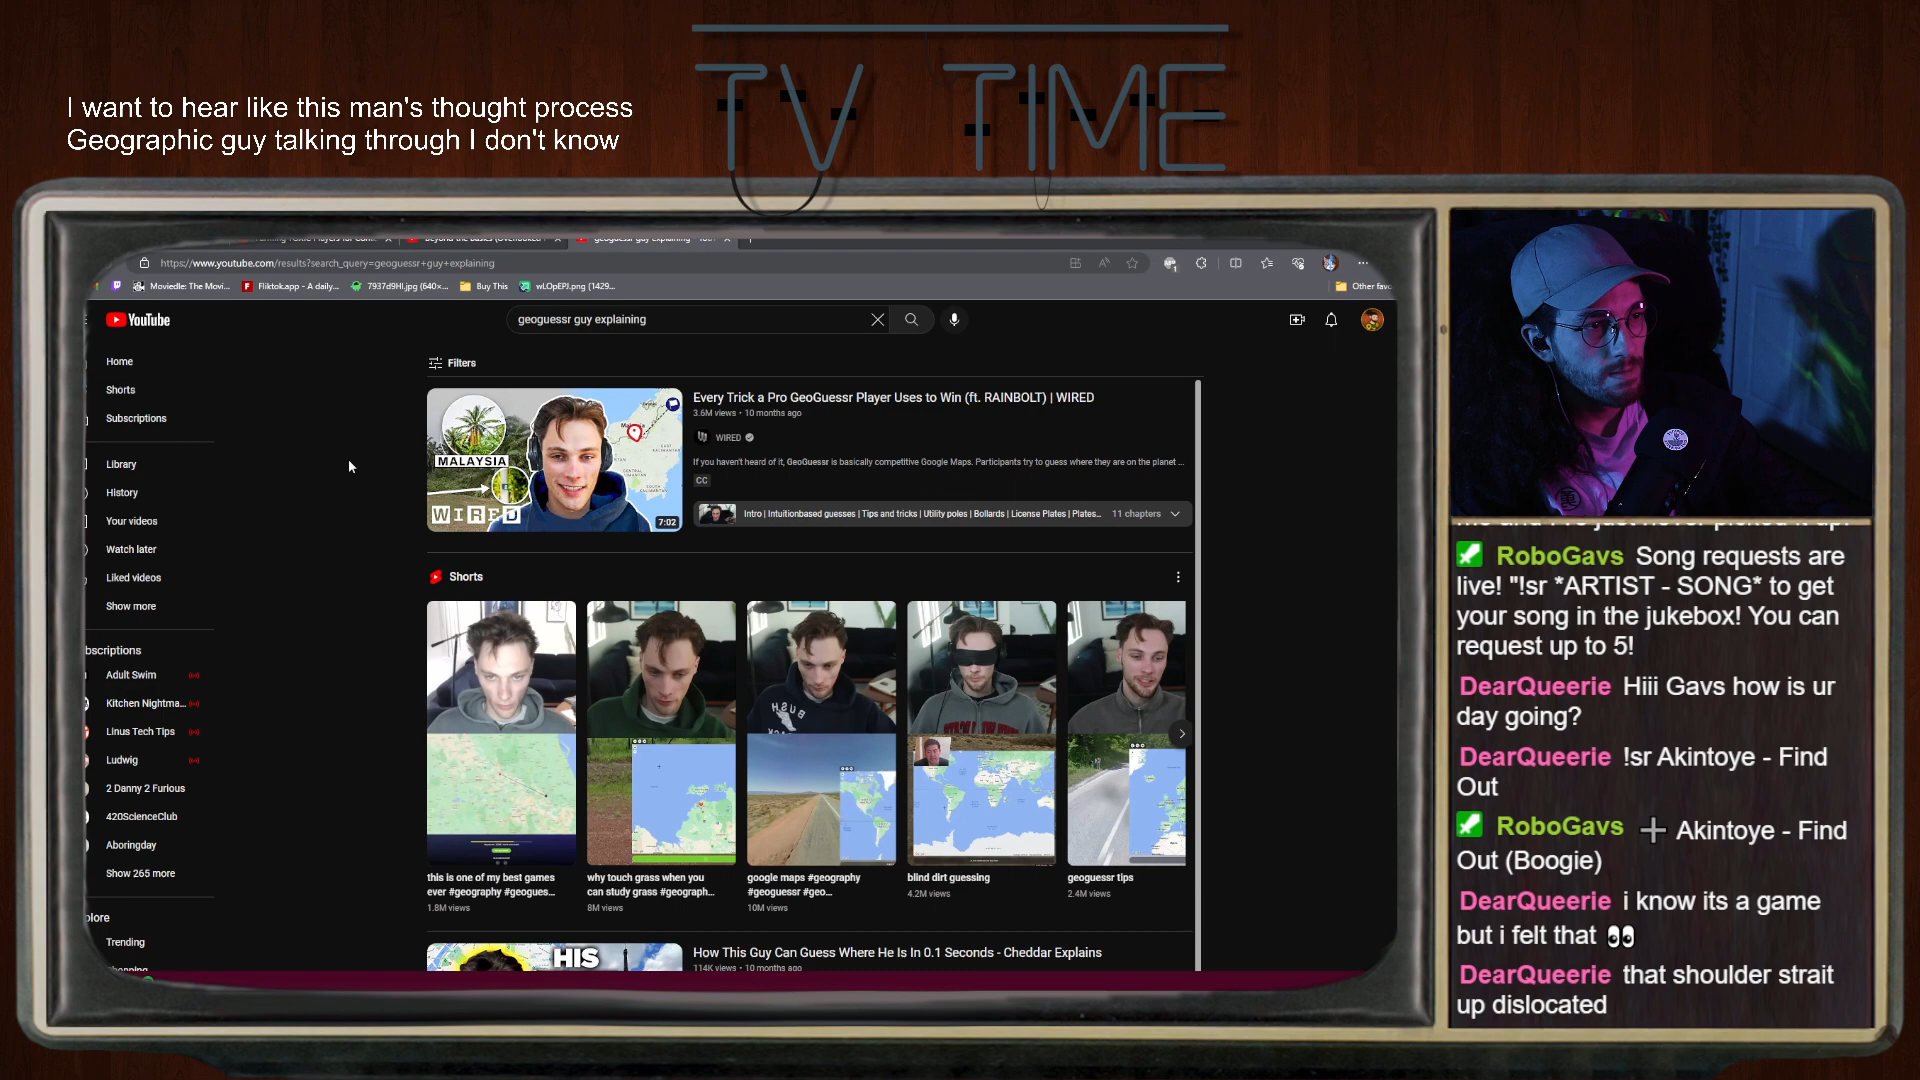 TV TIME
I want to hear like this man's thought process
Geographic guy talking through I don't know
https://www.youtube.com/results?search_query=geoguessr+guy+explaining
Moviedle: The Movi...
Fliktok.app - A daily...
7937d9HI.jpg (640×...
Buy This
wLOpEPJ.png (1429...
Other favo
YouTube
geoguessr guy explaining
Home
Shorts
Subscriptions
Library
History
Your videos
Watch later
Liked videos
Show more
bscriptions
Adult Swim
Kitchen Nightma...
Linus Tech Tips
Ludwig
2 Danny 2 Furious
420ScienceClub
Aboringday
Show 265 more
plore
Trending
Filters
MALAYSIA
WIRED
7:02
Every Trick a Pro GeoGuessr Player Uses to Win (ft. RAINBOLT) | WIRED
3.6M views • 10 months ago
WIRED
If you haven't heard of it, GeoGuessr is basically competitive Google Maps. Participants try to guess where they are on the planet ...
CC
Intro | Intuitionbased guesses | Tips and tricks | Utility poles | Bollards | License Plates | Plates...
11 chapters
Shorts
this is one of my best games
ever #geography #geogues...
1.8M views
why touch grass when you
can study grass #geograph...
8M views
google maps #geography
#geoguessr #geo...
10M views
blind dirt guessing
4.2M views
geoguessr tips
2.4M views
HIS
How This Guy Can Guess Where He Is In 0.1 Seconds - Cheddar Explains
114K views • 10 months ago
RoboGavs Song requests are
live! "!sr *ARTIST - SONG* to get
your song in the jukebox! You can
request up to 5!
DearQueerie Hiii Gavs how is ur
day going?
DearQueerie !sr Akintoye - Find
Out
RoboGavs + Akintoye - Find
Out (Boogie)
DearQueerie i know its a game
but i felt that 👀
DearQueerie that shoulder strait
up dislocated